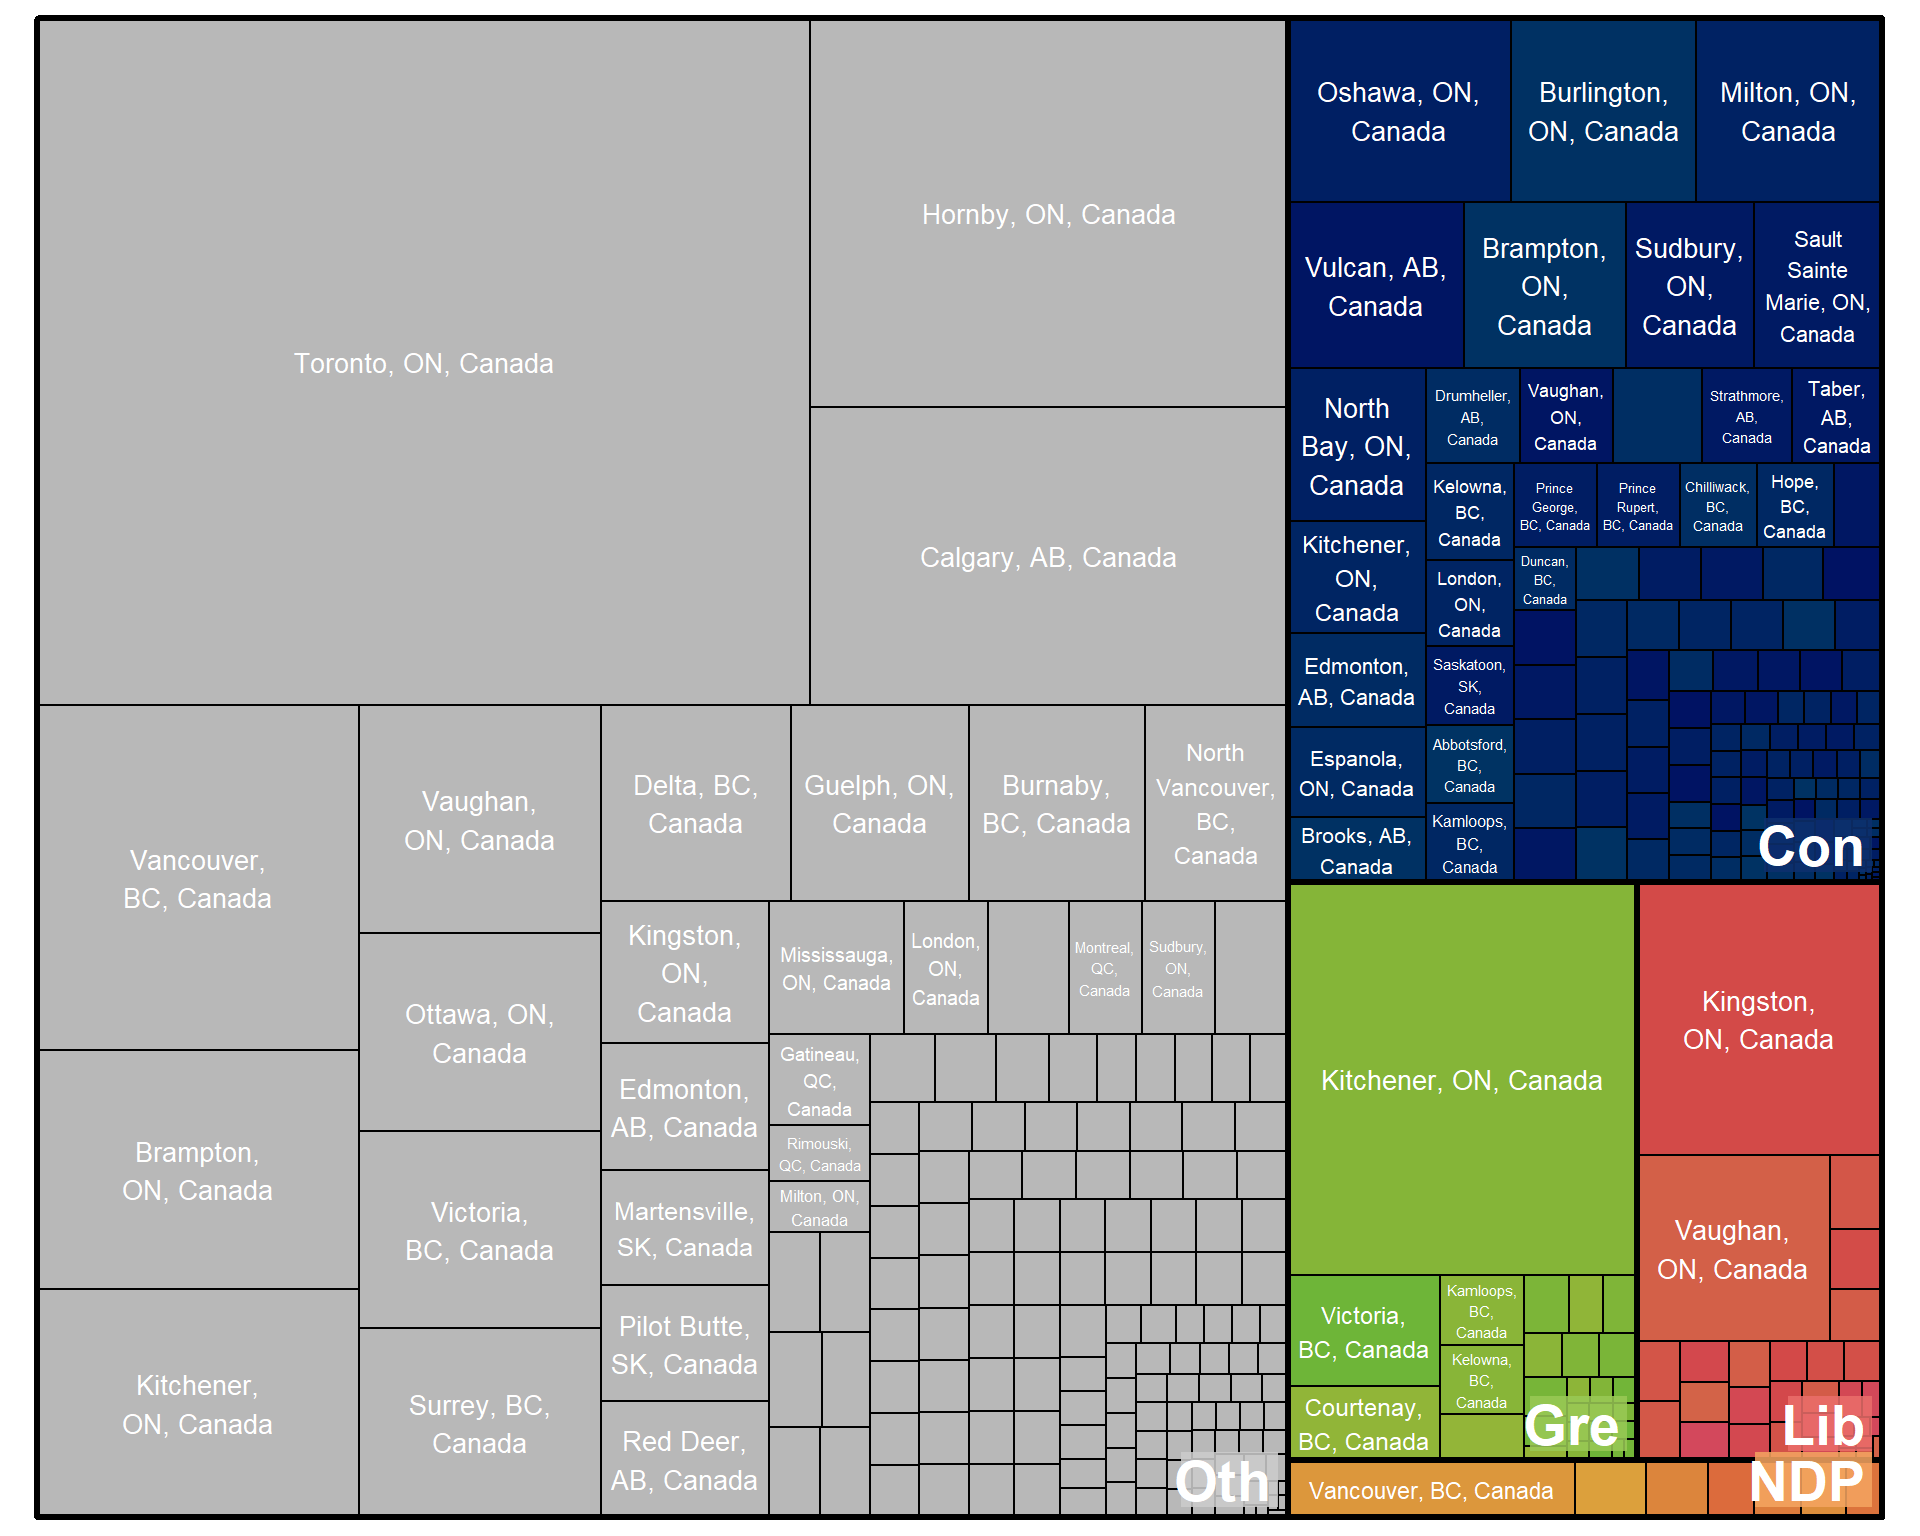 Toronto, ON, Canada
Hornby, ON, Canada
Calgary, AB, Canada
Vancouver,
BC, Canada
Brampton,
ON, Canada
Kitchener,
ON, Canada
Vaughan,
ON, Canada
Ottawa, ON,
Canada
Victoria,
BC, Canada
Surrey, BC,
Canada
Delta, BC,
Canada
Guelph, ON,
Canada
Burnaby,
BC, Canada
North
Vancouver,
BC,
Canada
Kingston,
ON,
Canada
Edmonton,
AB, Canada
Martensville,
SK, Canada
Pilot Butte,
SK, Canada
Red Deer,
AB, Canada
Mississauga,
ON, Canada
London,
ON,
Canada
Montreal,
QC,
Canada
Sudbury,
ON,
Canada
Gatineau,
QC,
Canada
Rimouski,
QC, Canada
Milton, ON,
Canada
Oth
Oshawa, ON,
Canada
Burlington,
ON, Canada
Milton, ON,
Canada
Vulcan, AB,
Canada
Brampton,
ON,
Canada
Sudbury,
ON,
Canada
Sault
Sainte
Marie, ON,
Canada
North
Bay, ON,
Canada
Kitchener,
ON,
Canada
Edmonton,
AB, Canada
Espanola,
ON, Canada
Brooks, AB,
Canada
Drumheller,
AB,
Canada
Vaughan,
ON,
Canada
Strathmore,
AB,
Canada
Taber,
AB,
Canada
Kelowna,
BC,
Canada
London,
ON,
Canada
Saskatoon,
SK,
Canada
Abbotsford,
BC,
Canada
Kamloops,
BC,
Canada
Prince
George,
BC, Canada
Prince
Rupert,
BC, Canada
Chilliwack,
BC,
Canada
Hope,
BC,
Canada
Duncan,
BC,
Canada
Con
Kitchener, ON, Canada
Victoria,
BC, Canada
Courtenay,
BC, Canada
Kamloops,
BC,
Canada
Kelowna,
BC,
Canada
Gre
Kingston,
ON, Canada
Vaughan,
ON, Canada
Lib
Vancouver, BC, Canada
NDP